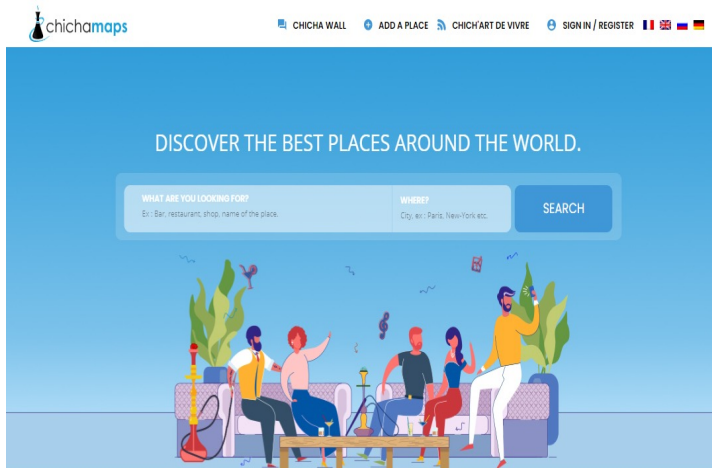 chichamaps
CHICHA WALL
ADD A PLACE
CHICH'ART DE VIVRE
SIGN IN / REGISTER
DISCOVER THE BEST PLACES AROUND THE WORLD.
WHAT ARE YOU LOOKING FOR?
Ex : Bar, restaurant, shop, name of the place.
WHERE?
City, ex : Paris, New-York etc.
SEARCH